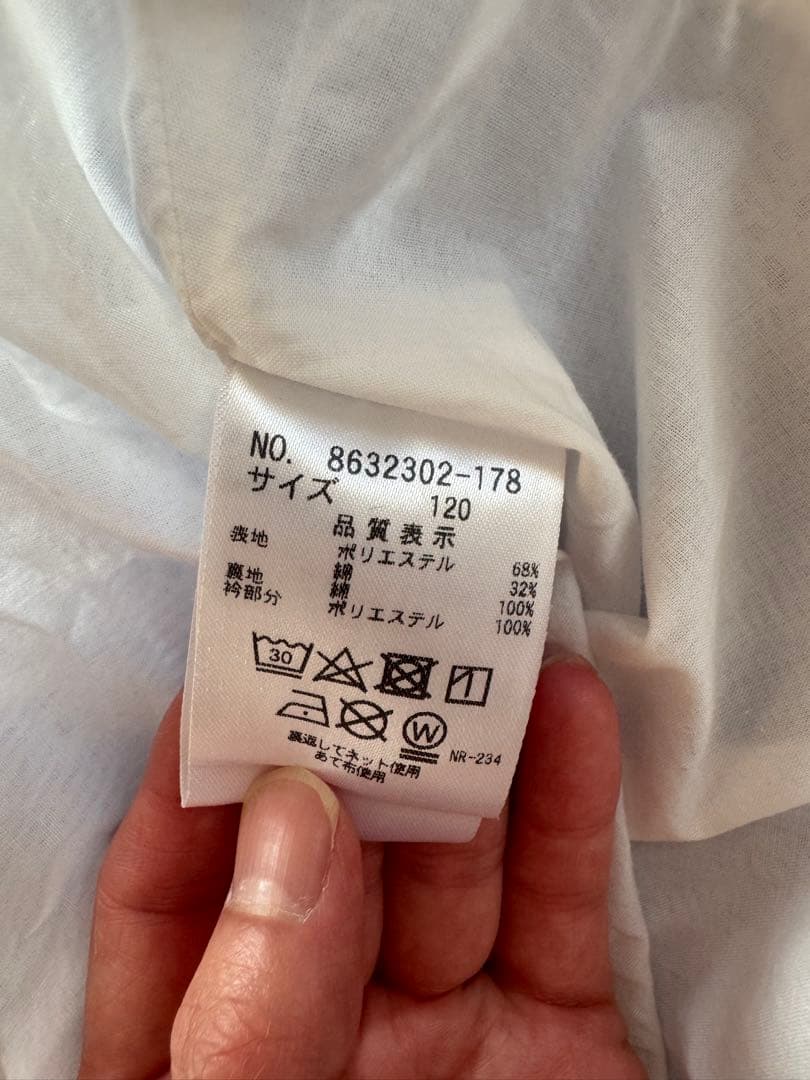 NO. 8632302-178
サイズ 120
品質表示
表地 ポリエステル 68%
綿 32%
裏地 綿 100%
衿部分 ポリエステル 100%
30
W
裏返してネット使用 NR-234
あて布使用